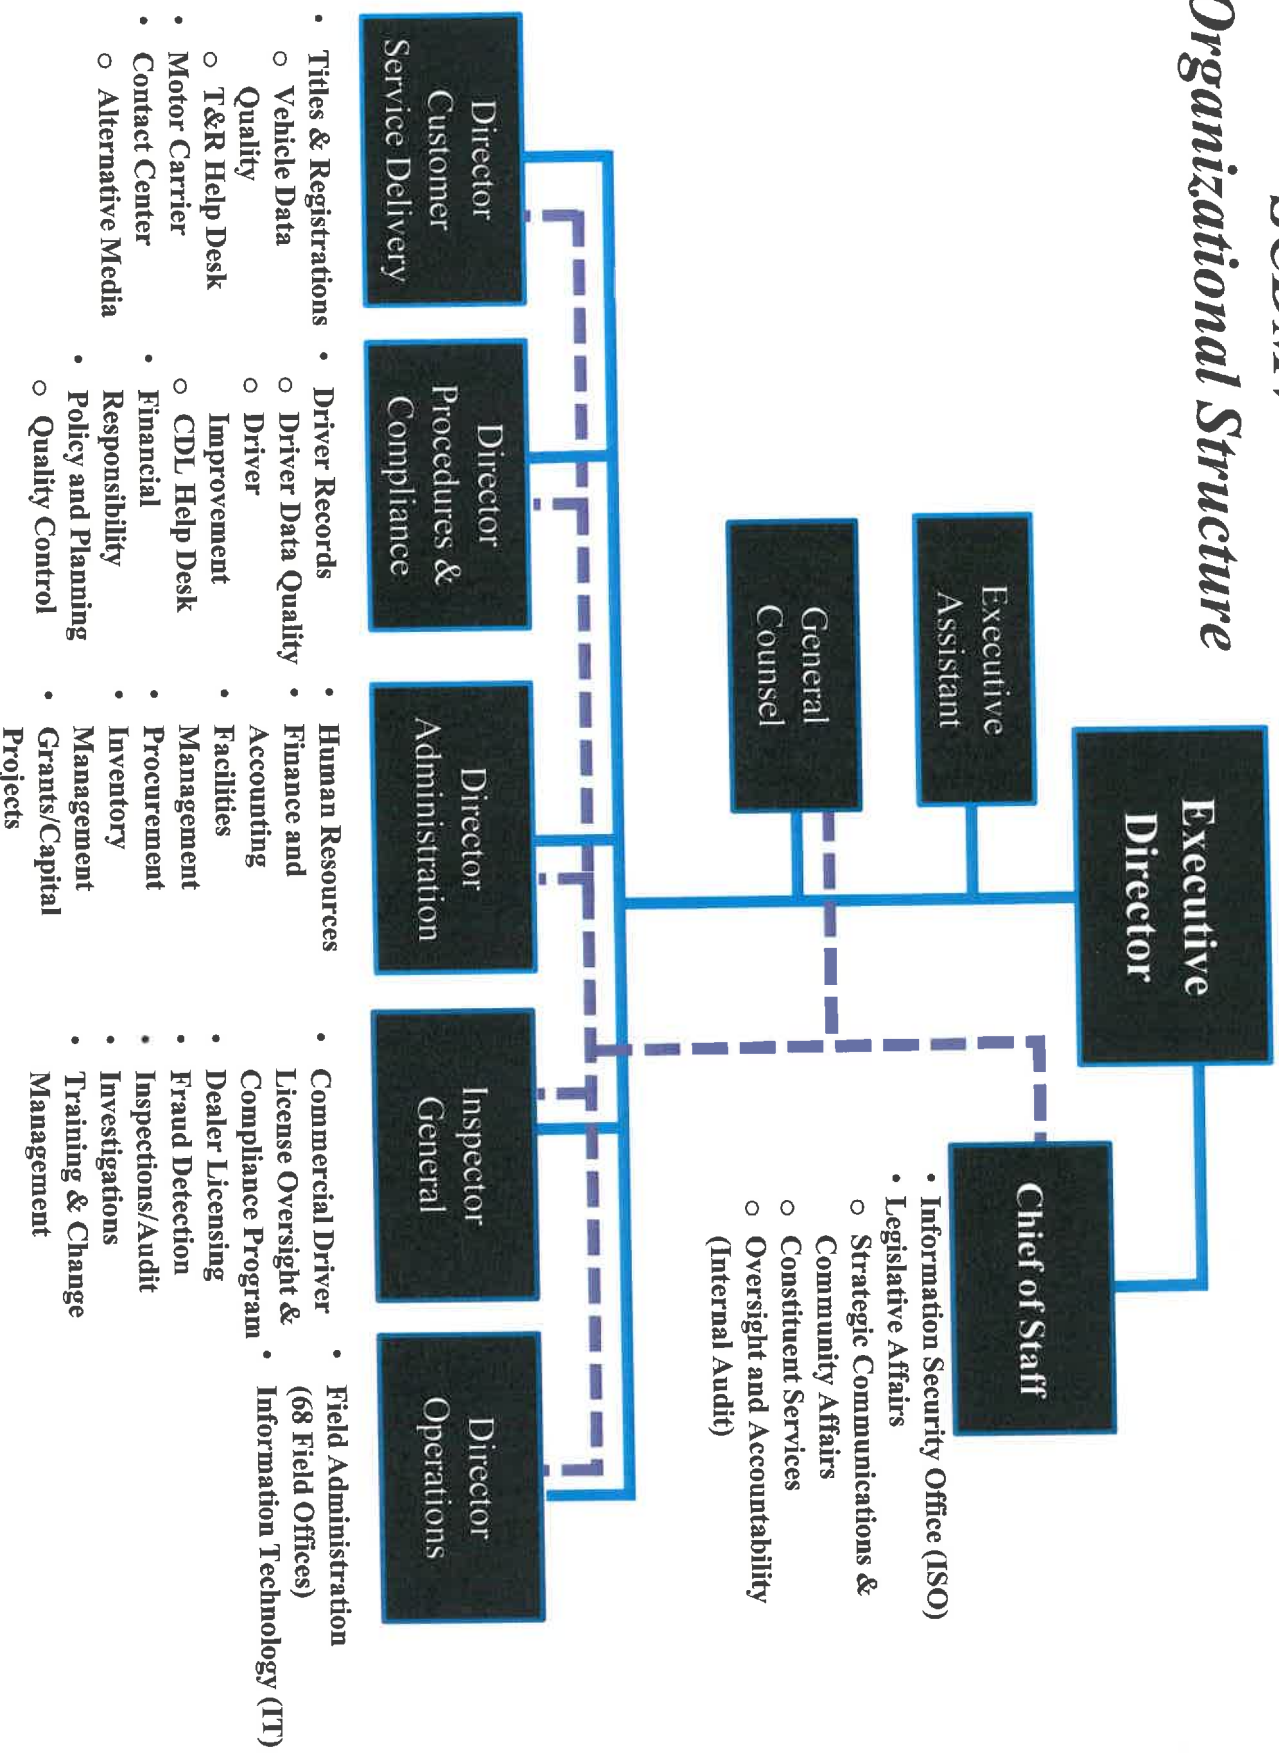 Organizational Structure
Executive
Director
Executive
Assistant
General
Counsel
Chief of Staff
• Information Security Office (ISO)
• Legislative Affairs
○ Strategic Communications &
Community Affairs
○ Constituent Services
○ Oversight and Accountability
(Internal Audit)
Director
Customer
Service Delivery
• Titles & Registrations
○ Vehicle Data
Quality
○ T&R Help Desk
• Motor Carrier
• Contact Center
○ Alternative Media
Director
Procedures &
Compliance
• Driver Records
○ Driver Data Quality
○ Driver
Improvement
○ CDL Help Desk
• Financial
Responsibility
• Policy and Planning
○ Quality Control
Director
Administration
• Human Resources
• Finance and
Accounting
• Facilities
Management
• Procurement
• Inventory
Management
• Grants/Capital
Projects
Inspector
General
• Commercial Driver
License Oversight &
Compliance Program
• Dealer Licensing
• Fraud Detection
• Inspections/Audit
• Investigations
• Training & Change
Management
Director
Operations
• Field Administration
(68 Field Offices)
• Information Technology (IT)